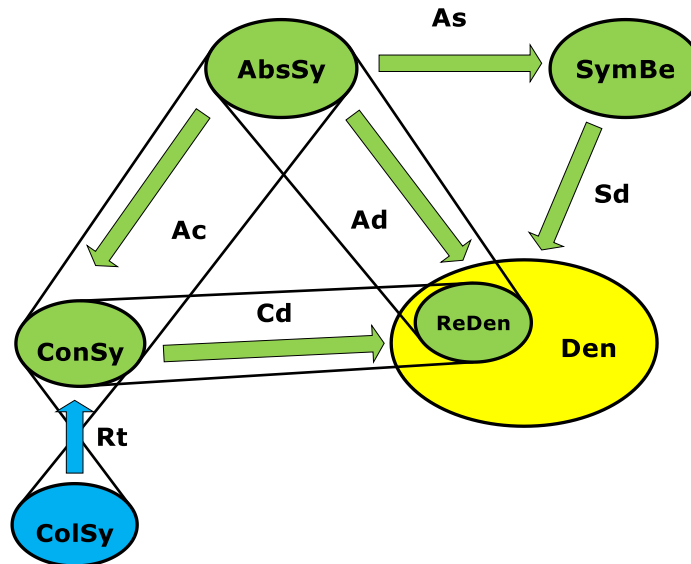 As
AbsSy
SymBe
Sd
Ac
Ad
Cd
ReDen
Den
ConSy
Rt
ColSy